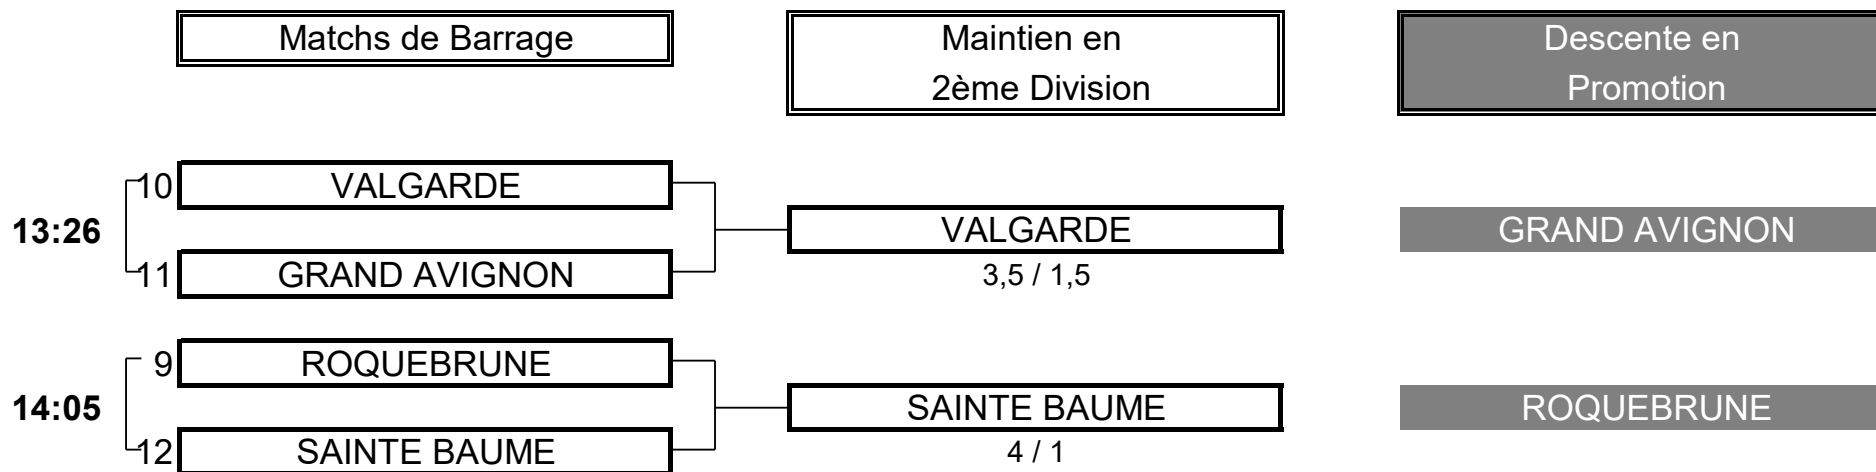 Matchs de Barrage
Maintien en
2ème Division
Descente en
Promotion
10 VALGARDE
13:26
11 GRAND AVIGNON
VALGARDE
3,5 / 1,5
GRAND AVIGNON
9 ROQUEBRUNE
14:05
12 SAINTE BAUME
SAINTE BAUME
4 / 1
ROQUEBRUNE